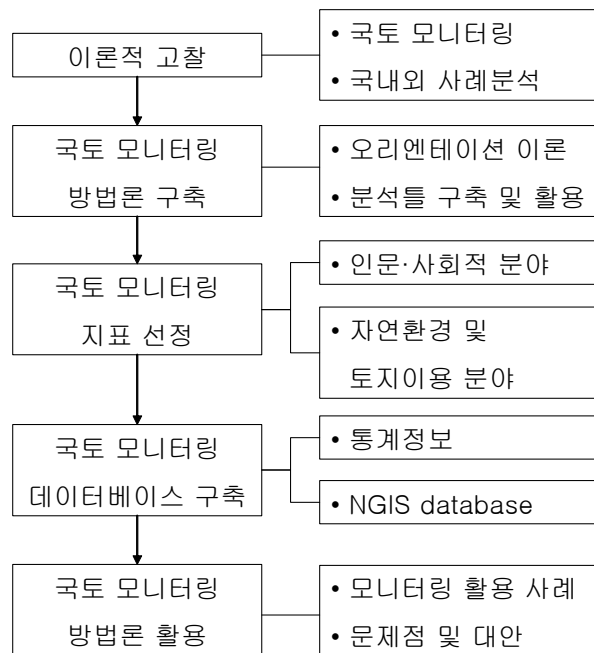 이론적 고찰
• 국토 모니터링
• 국내외 사례분석
국토 모니터링
방법론 구축
• 오리엔테이션 이론
• 분석틀 구축 및 활용
국토 모니터링
지표 선정
• 인문·사회적 분야
• 자연환경 및
토지이용 분야
국토 모니터링
데이터베이스 구축
• 통계정보
• NGIS database
국토 모니터링
방법론 활용
• 모니터링 활용 사례
• 문제점 및 대안